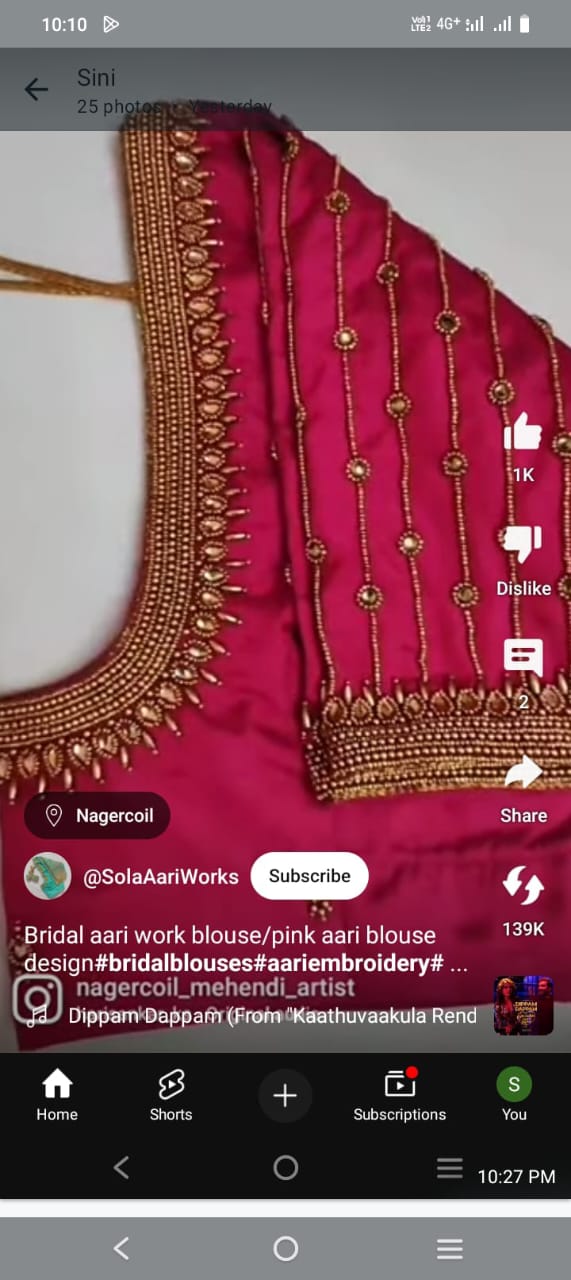 10:10
Vo))1
LTE2
4G+
Sini
25 photos • Yesterday
1K
Dislike
2
Share
Nagercoil
@SolaAariWorks
Subscribe
139K
Bridal aari work blouse/pink aari blouse
design#bridalblouses#aariembroidery# ...
nagercoil_mehendi_artist
Dippam Dappam (From "Kaathuvaakula Rend
DIPPAM
DAPPAM
Home
Shorts
Subscriptions
S
You
10:27 PM